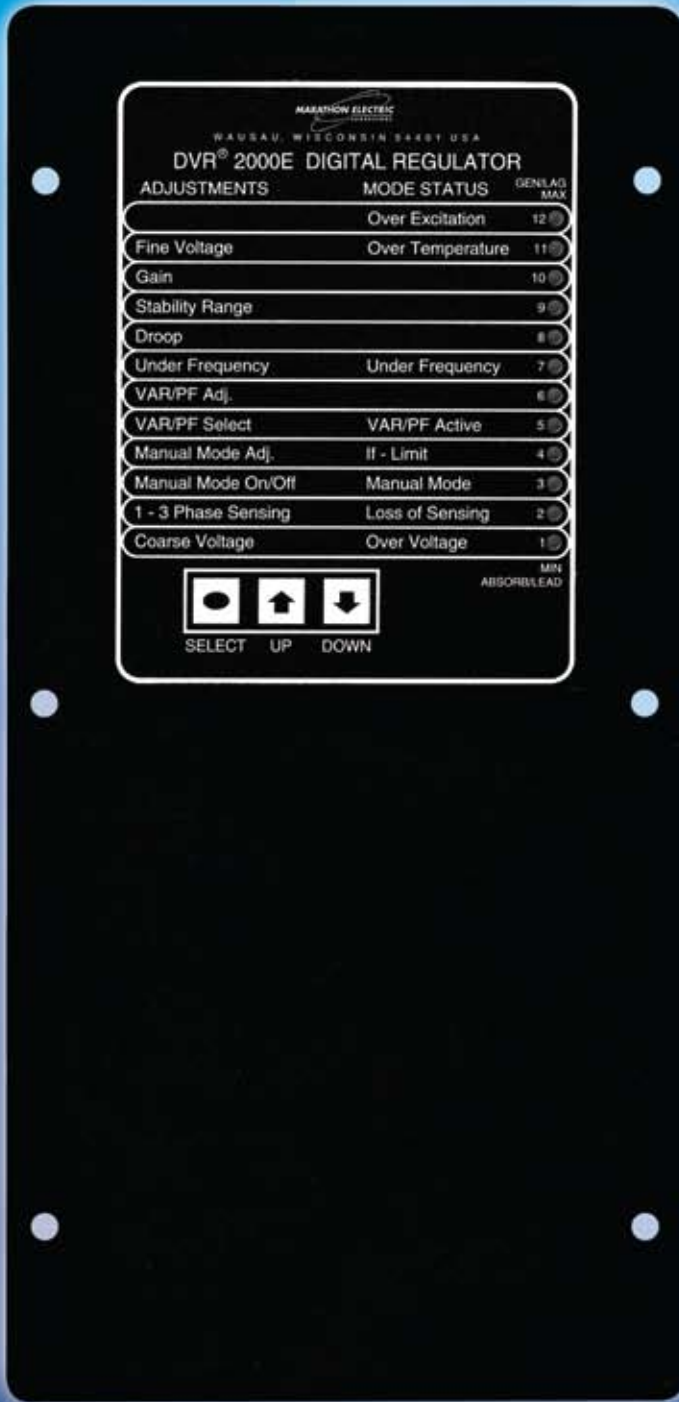 MARATHON ELECTRIC
WAUSAU, WISCONSIN 54401 USA
DVR® 2000E DIGITAL REGULATOR
ADJUSTMENTS MODE STATUS GEN/LAG
MAX
Over Excitation 12
Fine Voltage Over Temperature 11
Gain 10
Stability Range 9
Droop 8
Under Frequency Under Frequency 7
VAR/PF Adj. 6
VAR/PF Select VAR/PF Active 5
Manual Mode Adj. If - Limit 4
Manual Mode On/Off Manual Mode 3
1 - 3 Phase Sensing Loss of Sensing 2
Coarse Voltage Over Voltage 1
MIN
ABSORB/LEAD
SELECT UP DOWN